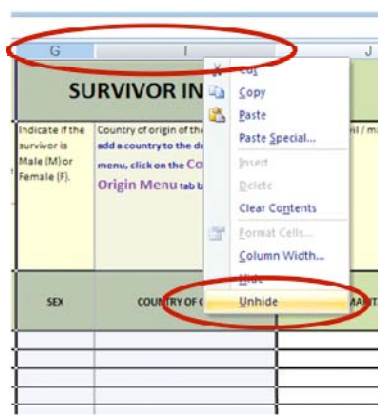 G I J
SURVIVOR IN
Indicate if the
survivor is
Male (M) or
Female (F).
Country of origin of the
add a country to the d
menu, click on the Co
Origin Menu tab b
SEX
COUNTRY OF
Cut
Copy
Paste
Paste Special...
Insert
Delete
Clear Contents
Format Cells...
Column Width...
Hide
Unhide